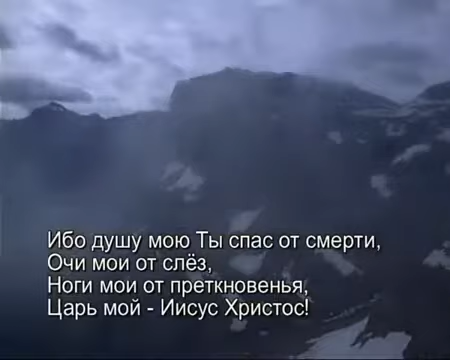 Ибо душу мою Ты спас от смерти,
Очи мои от слёз,
Ноги мои от преткновенья,
Царь мой - Иисус Христос!